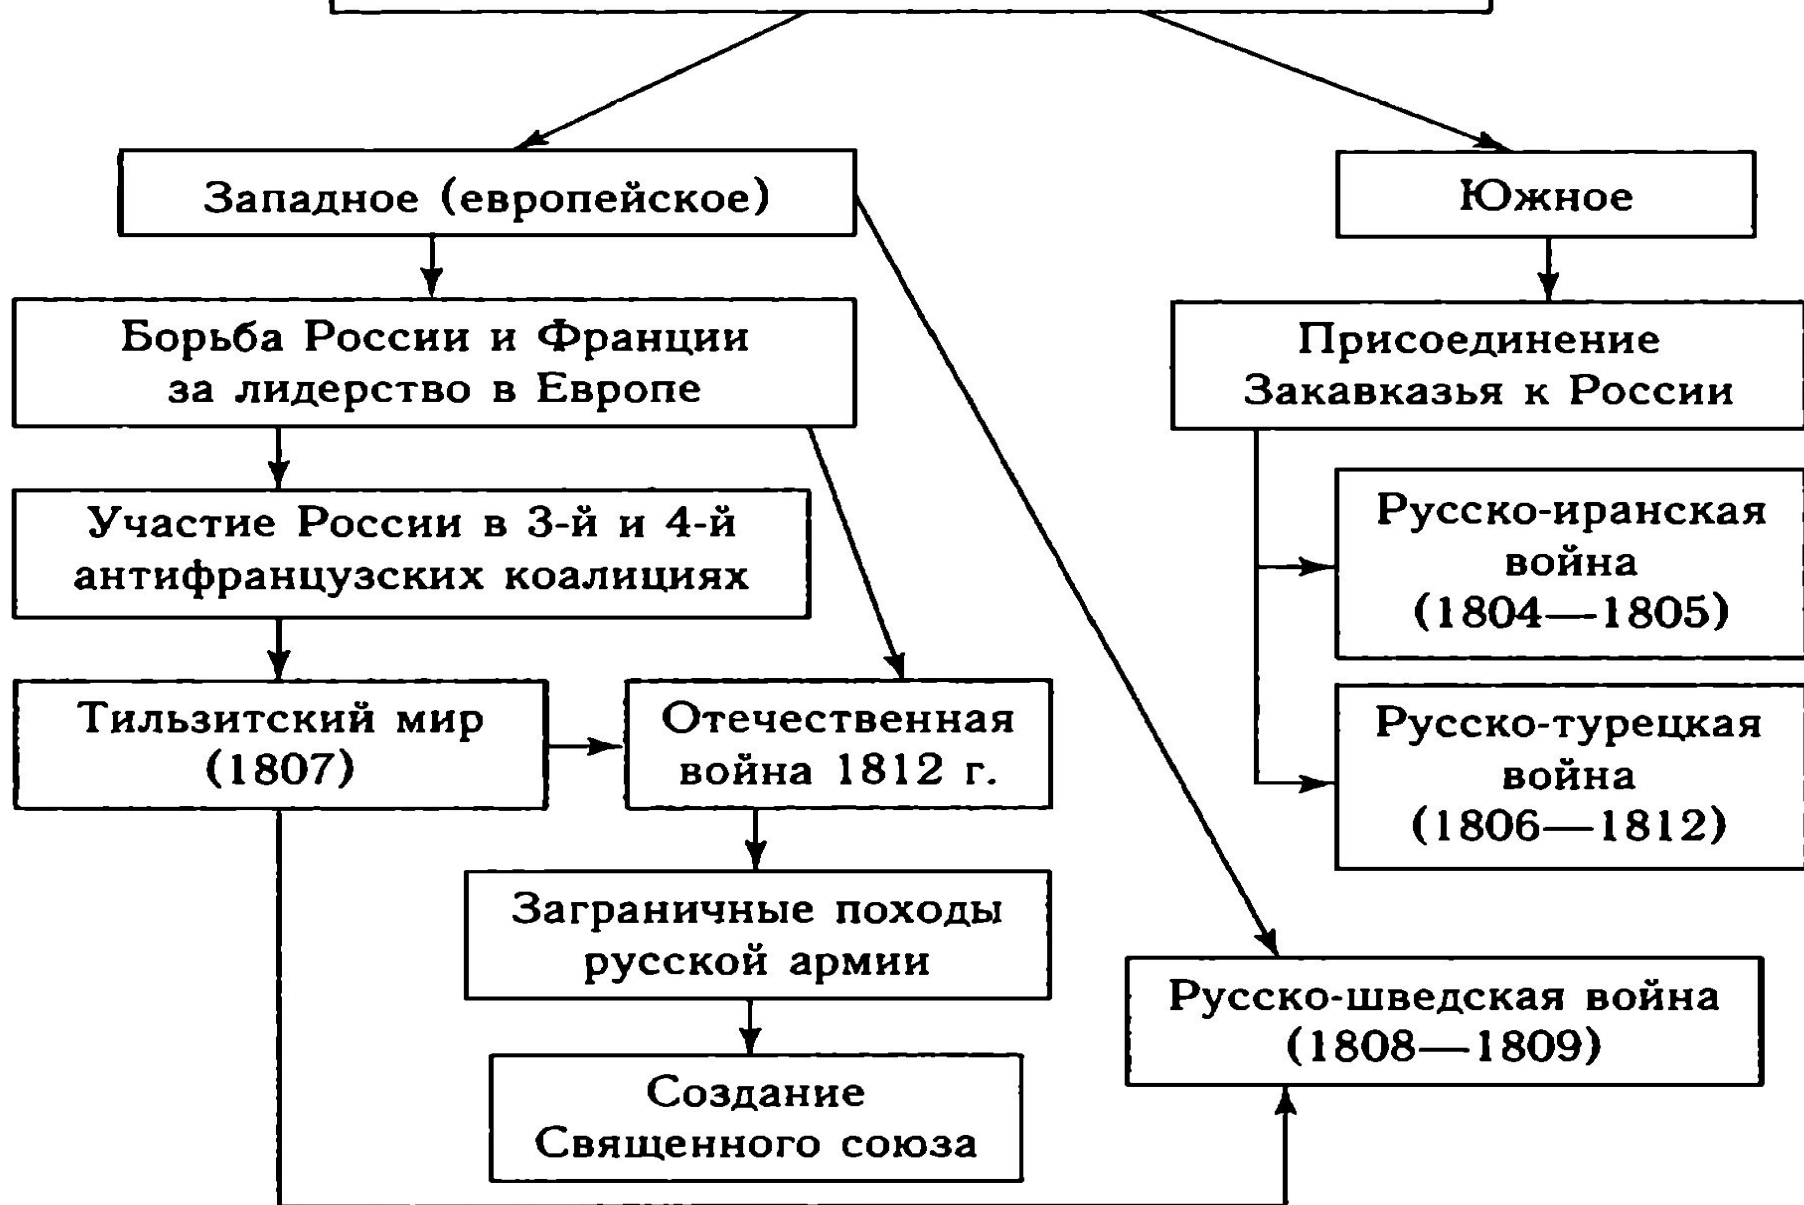 Западное (европейское)
Южное
Борьба России и Франции
за лидерство в Европе
Присоединение
Закавказья к России
Участие России в 3-й и 4-й
антифранцузских коалициях
Русско-иранская
война
(1804—1805)
Тильзитский мир
(1807)
Отечественная
война 1812 г.
Русско-турецкая
война
(1806—1812)
Заграничные походы
русской армии
Русско-шведская война
(1808—1809)
Создание
Священного союза